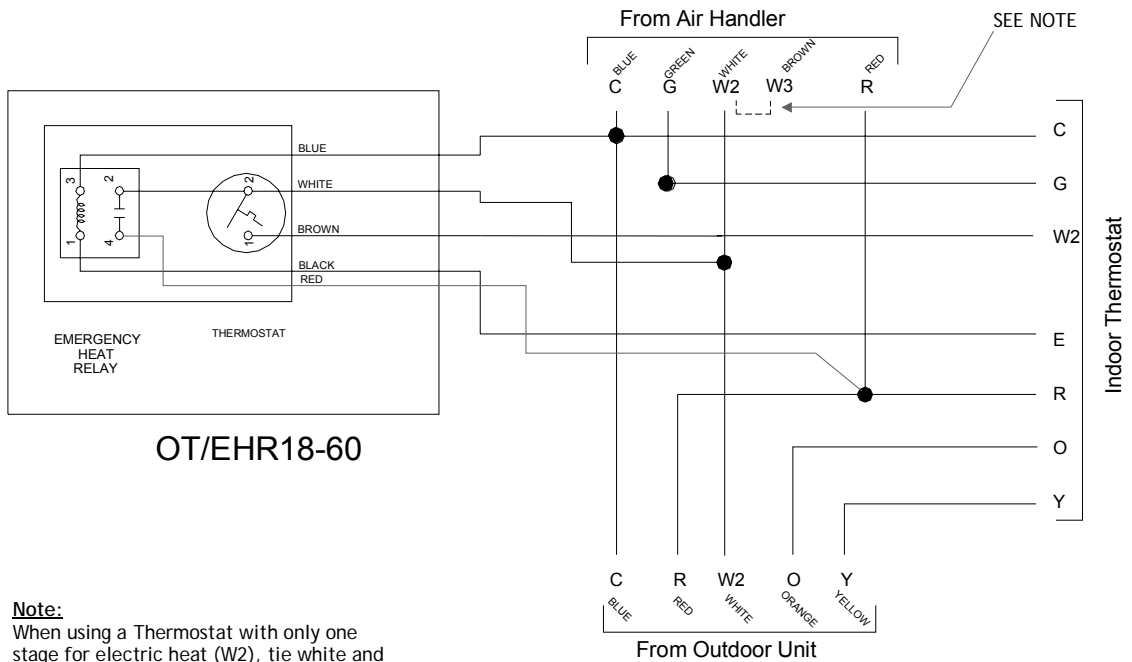 From Air Handler
SEE NOTE
BLUE
GREEN
WHITE
BROWN
RED
C
G
W2
W3
R
BLUE
WHITE
BROWN
BLACK
RED
3
2
1
4
2
1
EMERGENCY
HEAT
RELAY
THERMOSTAT
OT/EHR18-60
C
G
W2
E
R
O
Y
Indoor Thermostat
C
R
W2
O
Y
BLUE
RED
WHITE
ORANGE
YELLOW
From Outdoor Unit
Note:
When using a Thermostat with only one
stage for electric heat (W2), tie white and